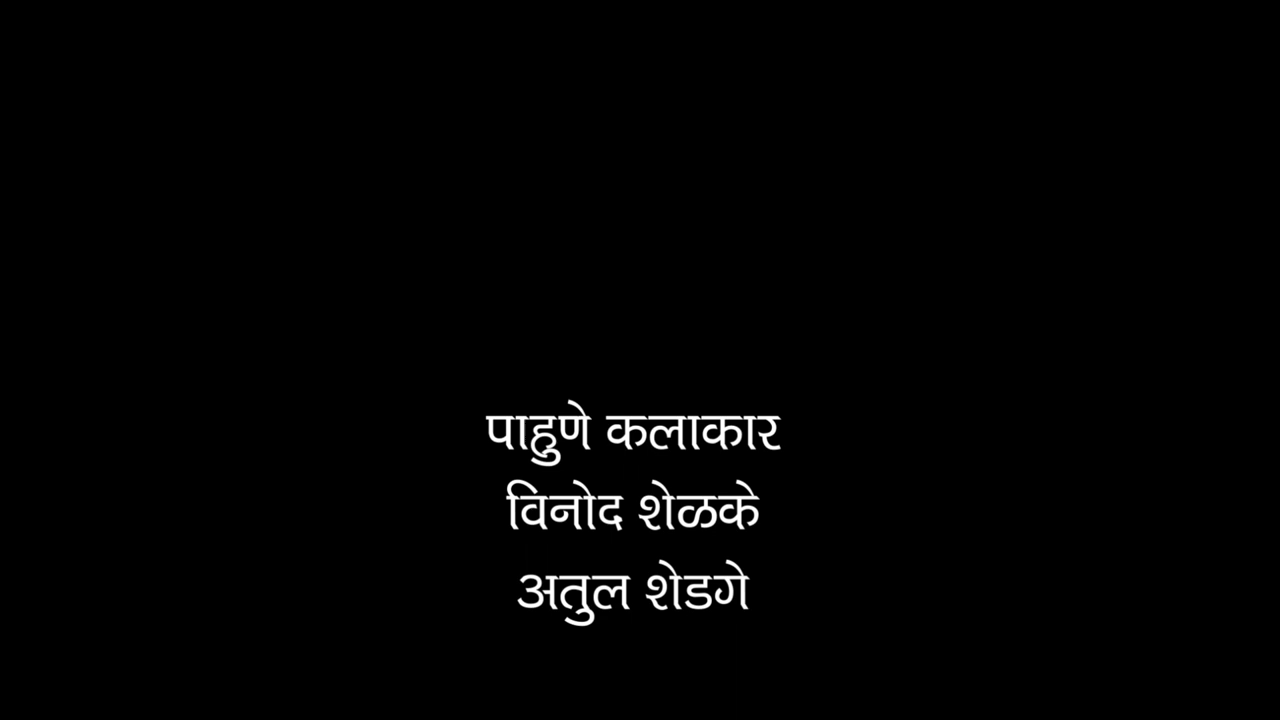 पाहुणे कलाकार
विनोद शेळके
अतुल शेडगे